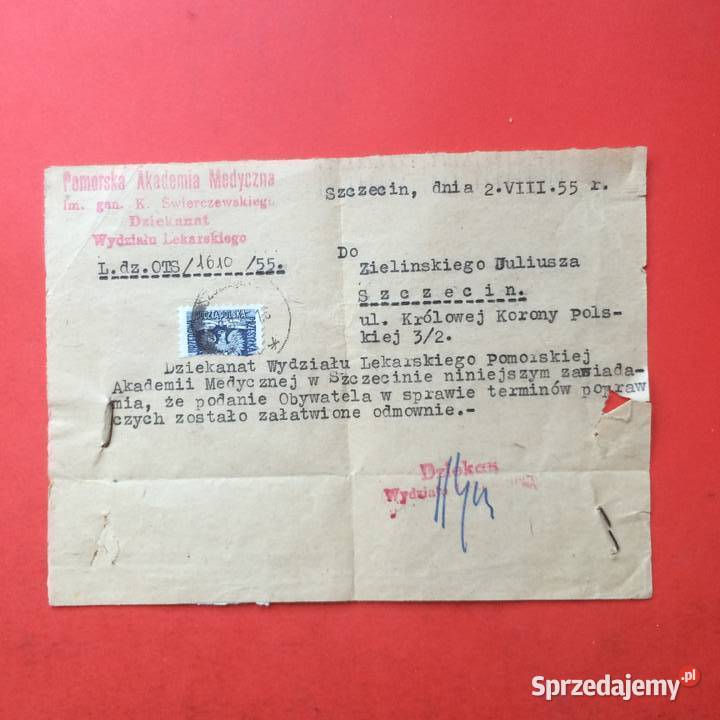 Pomorska Akademia Medyczna
im. gen. K. Świerczewskiego
Dziekanat
Wydziału Lekarskiego
L.dz.OTS/1610/55.
Szczecin, dnia 2.VIII.55 r.
Do
Zielinskiego Juliusza
Szczecin.
ul. Królowej Korony Pols-
kiej 3/2.
Dziekanat Wydziału Lekarskiego Pomorskiej
Akademii Medycznej w Szczecinie niniejszym zawiada-
mia, że podanie Obywatela w sprawie terminów popraw
czych zostało załatwione odmownie.-
Dziekan
Wydziału
Sprzedajemy.pl